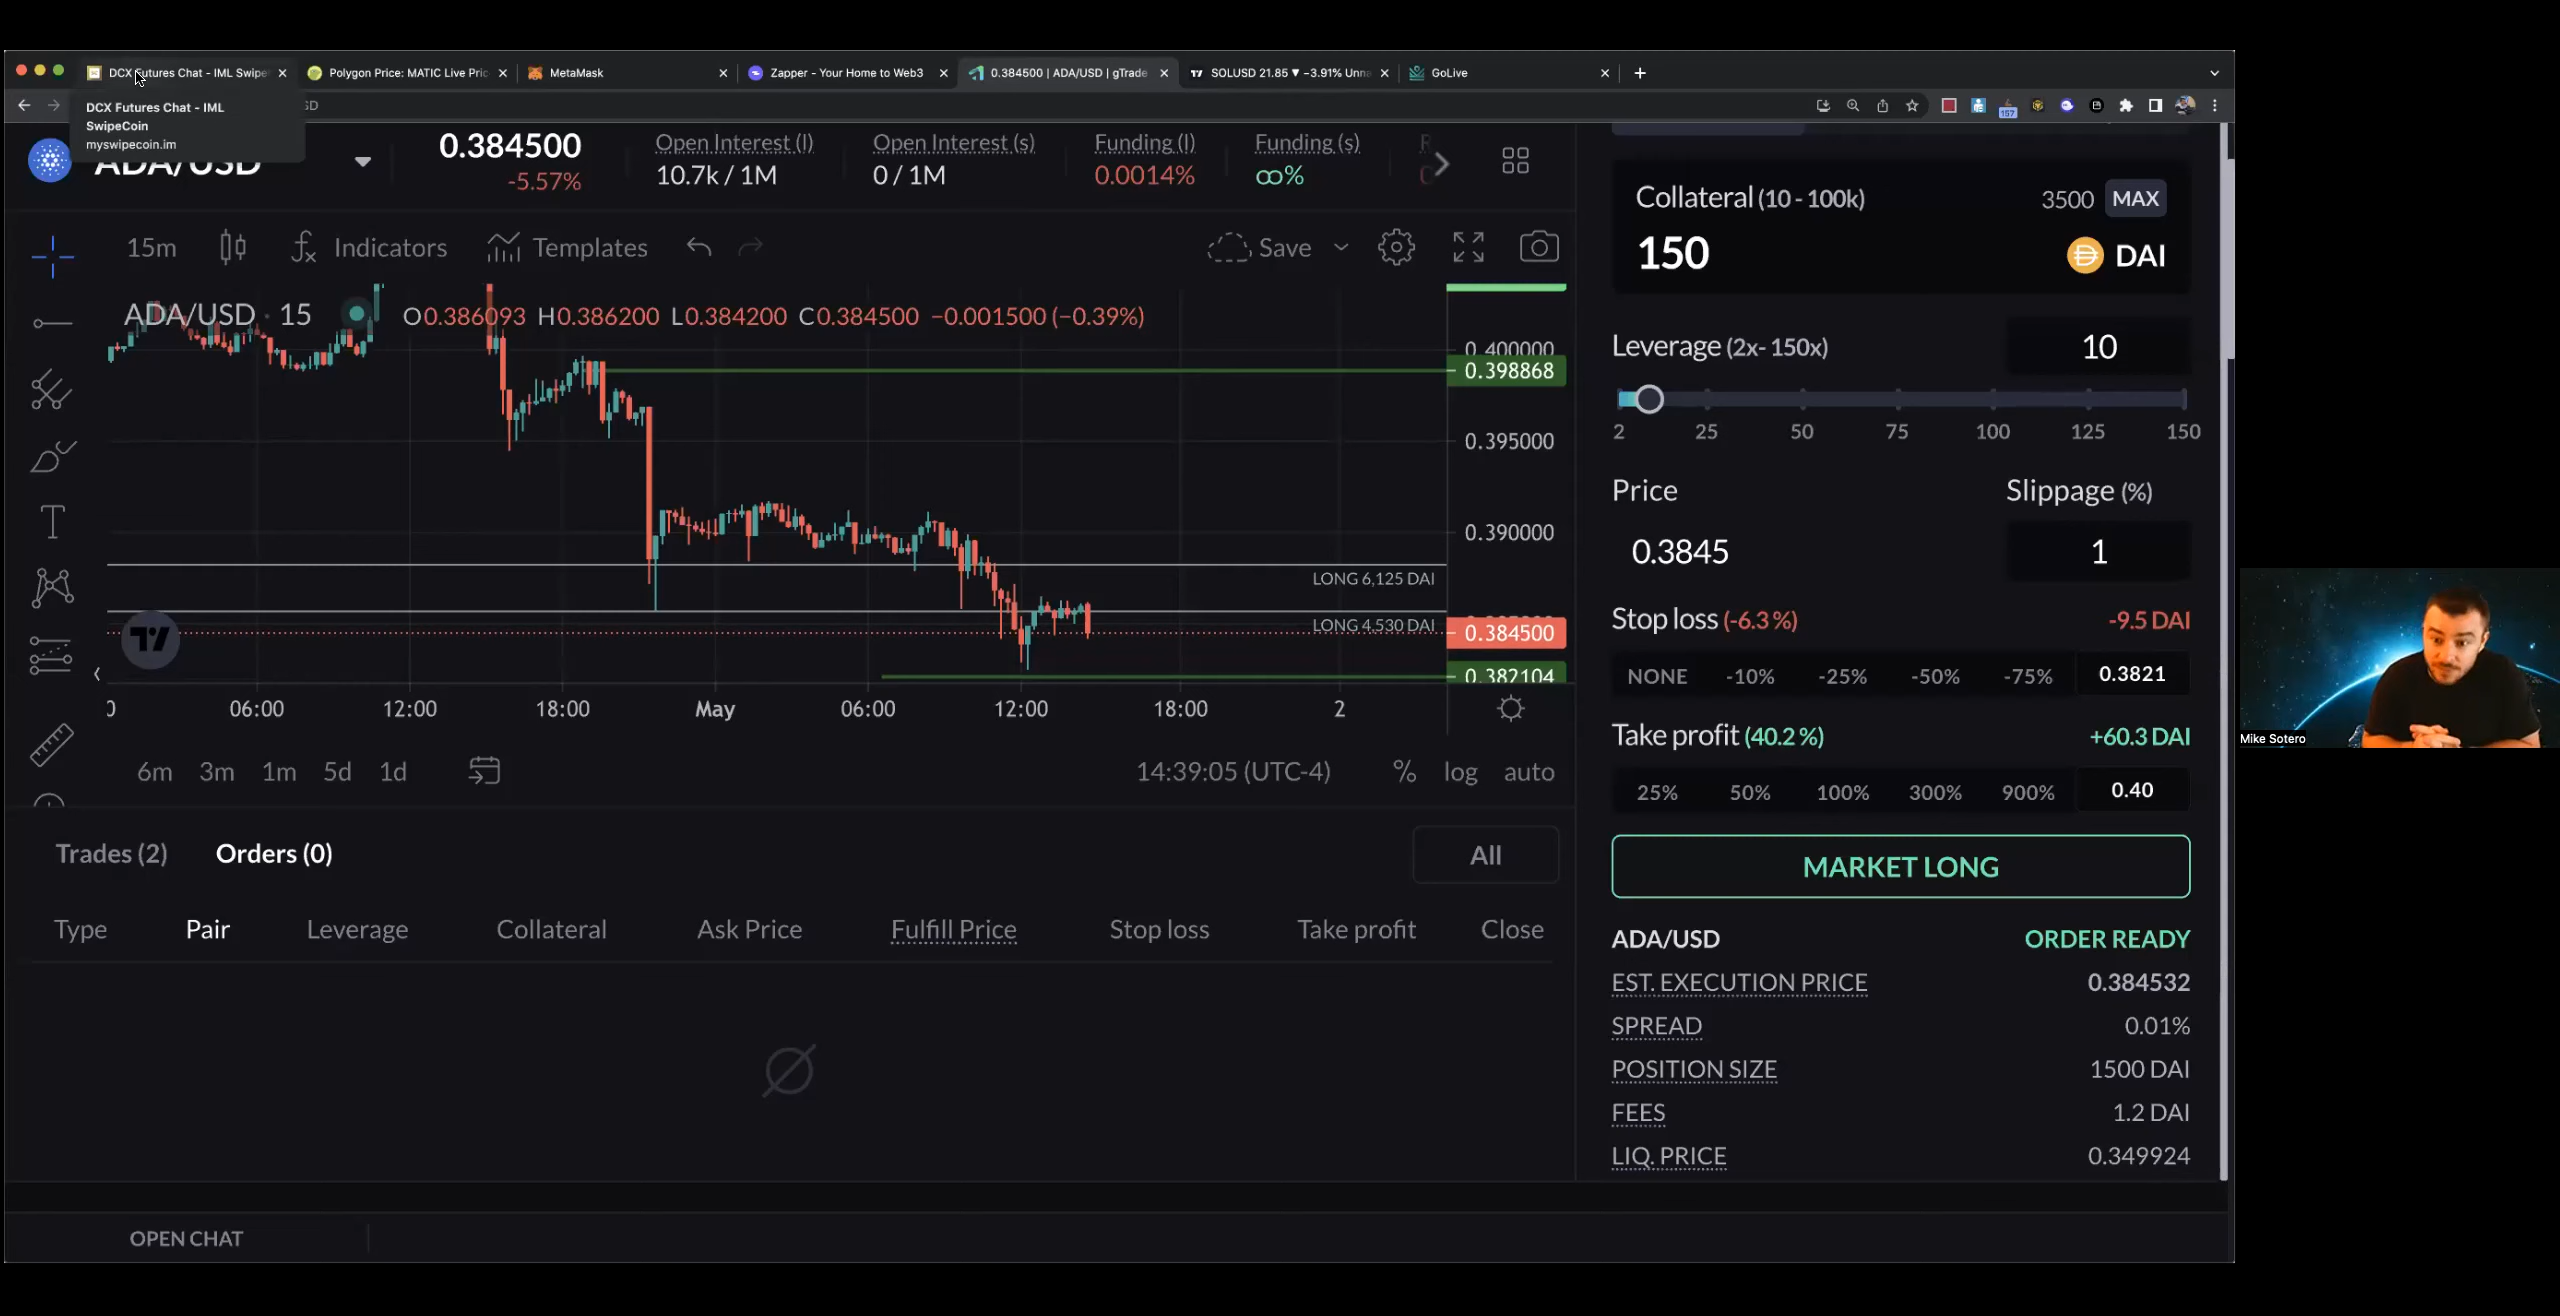 DCX Futures Chat - IML Swipe
Polygon Price: MATIC Live Pric
MetaMask
Zapper - Your Home to Web3
0.384500 | ADA/USD | gTrade
SOLUSD 21.85 ▼ −3.91% Unna
GoLive
DCX Futures Chat - IML
SwipeCoin
myswipecoin.im
157
ADA/USD
0.384500
-5.57%
Open Interest (l)
10.7k / 1M
Open Interest (s)
0 / 1M
Funding (l)
0.0014%
Funding (s)
∞%
15m
Indicators
Templates
Save
ADA/USD · 15
O0.386093 H0.386200 L0.384200 C0.384500 −0.001500 (−0.39%)
0.400000
0.398868
0.395000
0.390000
LONG 6,125 DAI
LONG 4,530 DAI
0.384500
0.382104
06:00 12:00 18:00 May 06:00 12:00 18:00 2
6m 3m 1m 5d 1d
14:39:05 (UTC-4) % log auto
Trades (2) Orders (0) All
Type Pair Leverage Collateral Ask Price Fulfill Price Stop loss Take profit Close
OPEN CHAT
Collateral (10 - 100k) 3500 MAX
150 DAI
Leverage (2x- 150x) 10
2 25 50 75 100 125 150
Price Slippage (%)
0.3845 1
Stop loss (-6.3 %) -9.5 DAI
NONE -10% -25% -50% -75% 0.3821
Take profit (40.2 %) +60.3 DAI
25% 50% 100% 300% 900% 0.40
MARKET LONG
ADA/USD ORDER READY
EST. EXECUTION PRICE 0.384532
SPREAD 0.01%
POSITION SIZE 1500 DAI
FEES 1.2 DAI
LIQ. PRICE 0.349924
Mike Sotero